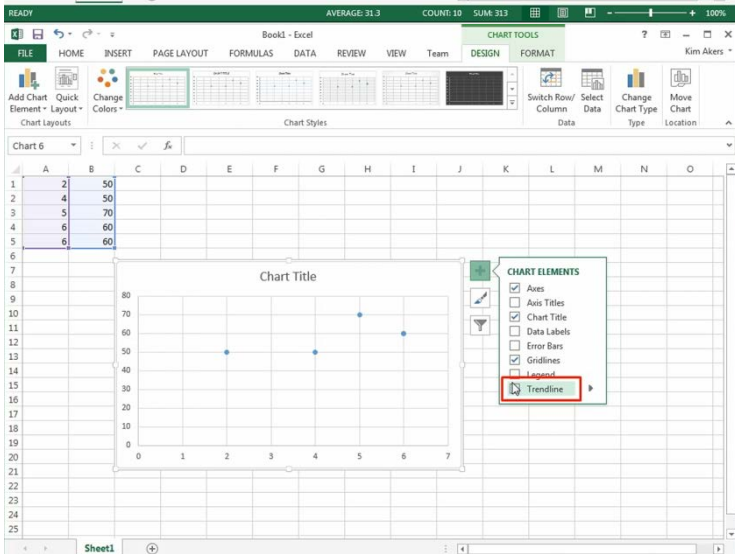 READY AVERAGE: 31.3 COUNT: 10 SUM: 313 100%
Book1 - Excel CHART TOOLS ?
FILE HOME INSERT PAGE LAYOUT FORMULAS DATA REVIEW VIEW Team DESIGN FORMAT Kim Akers
Add Chart Quick Change Switch Row/ Select Change Move
Element Layout Colors Column Data Chart Type Chart
Chart Layouts Chart Styles Data Type Location
Chart 6 fx
A B C D E F G H I J K L M N O
1 2 50
2 4 50
3 5 70
4 6 60
5 6 60
6
7
8
9
10
11
12
13
14
15
16
17
18
19
20
21
22
23
24
25
Chart Title
80
70
60
50
40
30
20
10
0
0 1 2 3 4 5 6 7
CHART ELEMENTS
Axes
Axis Titles
Chart Title
Data Labels
Error Bars
Gridlines
Legend
Trendline
Sheet1